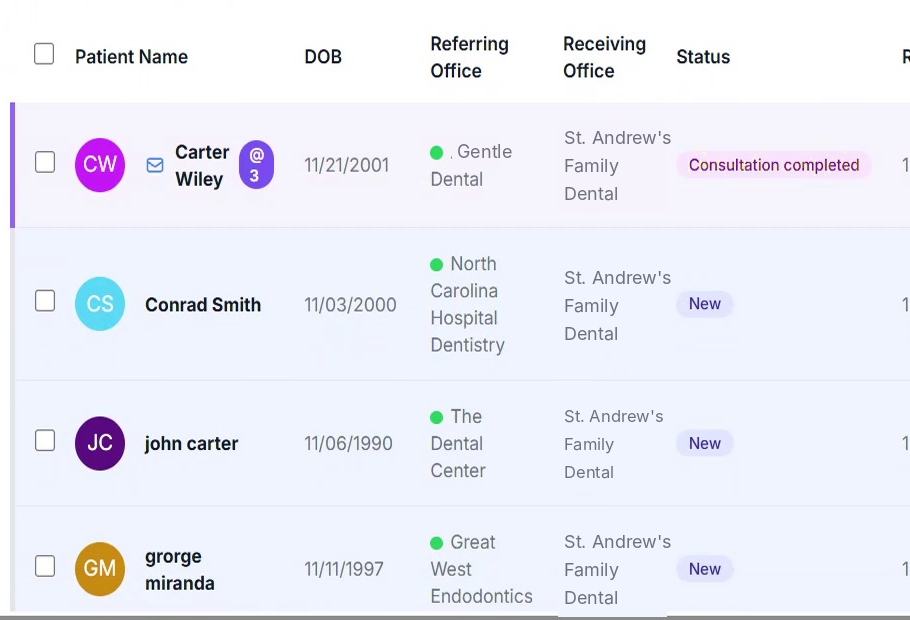 Patient Name
DOB
Referring
Office
Receiving
Office
Status
CW
Carter
Wiley
@
3
11/21/2001
. Gentle
Dental
St. Andrew's
Family
Dental
Consultation completed
CS
Conrad Smith
11/03/2000
North
Carolina
Hospital
Dentistry
St. Andrew's
Family
Dental
New
JC
john carter
11/06/1990
The
Dental
Center
St. Andrew's
Family
Dental
New
GM
grorge
miranda
11/11/1997
Great
West
Endodontics
St. Andrew's
Family
Dental
New